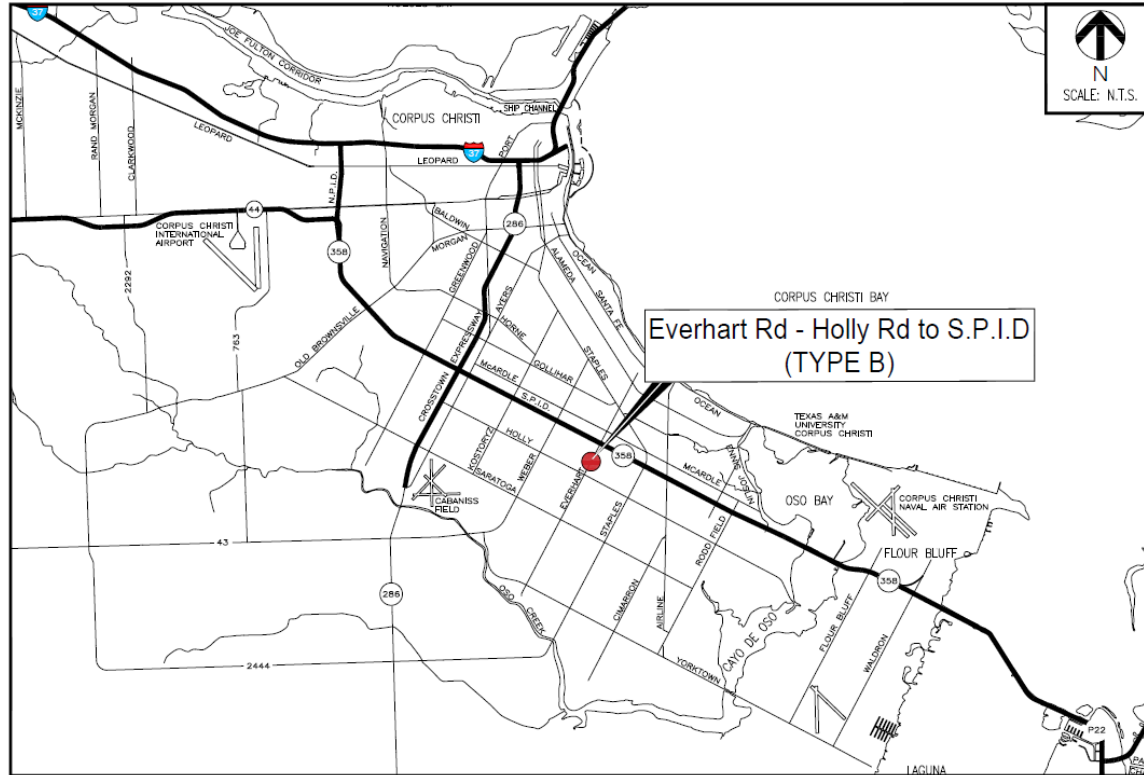 37
JOE FULTON CORRIDOR
N
SCALE: N.T.S.
MCKINZIE
RAND MORGAN
CLARKWOOD
LEOPARD
CORPUS CHRISTI
SHIP CHANNEL
PORT
LEOPARD
37
N.P.I.D.
44
CORPUS CHRISTI
INTERNATIONAL
AIRPORT
358
NAVIGATION
BALDWIN
MORGAN
GREENWOOD
286
ALAMEDA
OCEAN
SANTA FE
2292
763
OLD BROWNSVILLE
EXPRESSWAY
CROSSTOWN
AYERS
HORNE
GOLLIHAR
McARDLE
S.P.I.D.
STAPLES
CORPUS CHRISTI BAY
Everhart Rd - Holly Rd to S.P.I.D
(TYPE B)
OCEAN
TEXAS A&M
UNIVERSITY
CORPUS CHRISTI
ENNIS JOSLIN
McARDLE
358
HOLLY
KOSTORYZ
SARATOGA
WEBER
EVERHART
STAPLES
CABANISS
FIELD
OSO BAY
CORPUS CHRISTI
NAVAL AIR STATION
FLOUR BLUFF
43
286
OSO CREEK
CIMARRON
AIRLINE
RODD FIELD
358
CAYO DE OSO
FLOUR BLUFF
WALDRON
2444
YORKTOWN
P22
LAGUNA